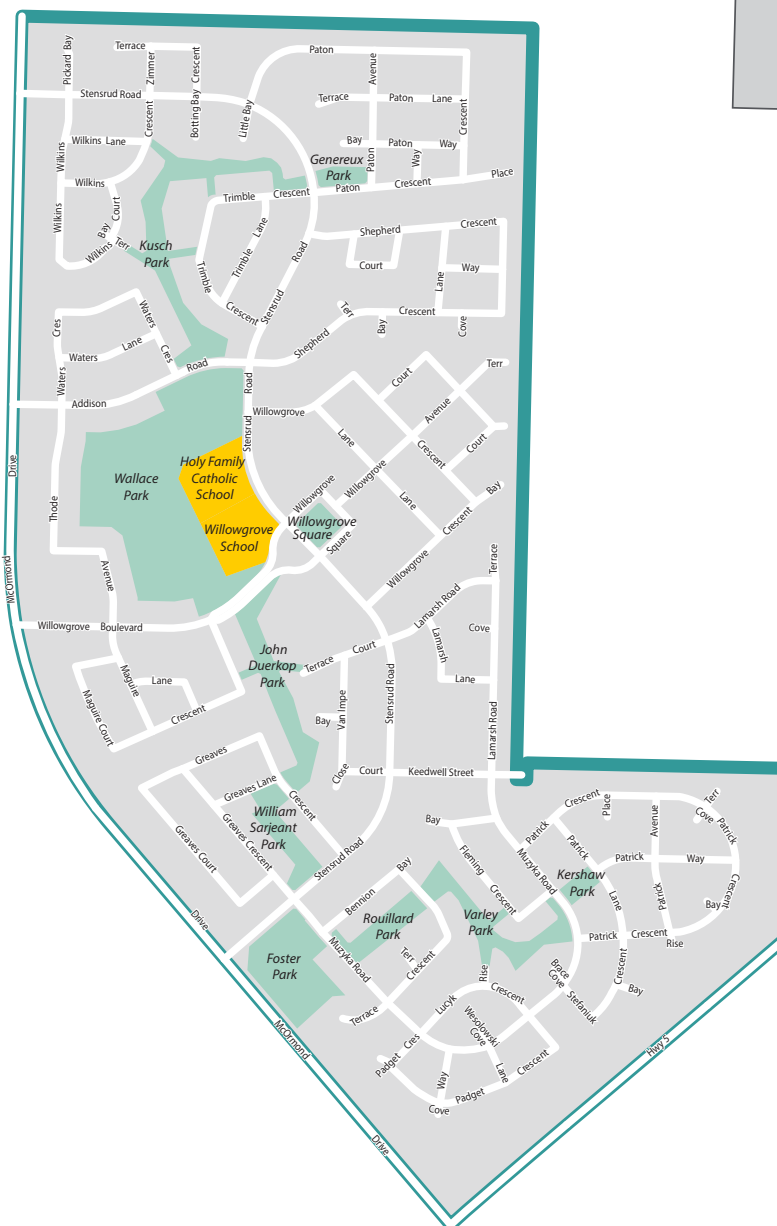 Pickard Bay
Terrace
Zimmer
Crescent
Botting Bay
Crescent
Little Bay
Paton
Avenue
Terrace
Paton
Lane
Crescent
Stensrud Road
Wilkins Lane
Wilkins
Wilkins
Wilkins
Court
Bay
Wilkins
Terr
Bay
Paton
Way
Paton
Way
Genereux
Park
Paton
Crescent
Place
Trimble
Crescent
Kusch
Park
Trimble
Lane
Trimble
Crescent
Road
Stensrud
Shepherd
Crescent
Court
Way
Lane
Crescent
Cove
Bay
Terr
Shepherd
Cres
Waters
Waters
Lane
Cres
Waters
Addison
Road
Road
Stensrud
Willowgrove
Court
Terr
Avenue
Lane
Crescent
Court
Willowgrove
Lane
Bay
Crescent
Willowgrove
Drive
Thode
Wallace
Park
Holy Family
Catholic
School
Willowgrove
School
Willowgrove
Willowgrove
Square
Square
McOrmond
Avenue
Willowgrove
Boulevard
Terrace
Lamarsh Road
Cove
Lamarsh
Lane
Lamarsh Road
John
Duerkop
Park
Terrace
Court
Van Impe
Bay
Close
Stensrud Road
Court
Keedwell Street
Maguire
Lane
Maguire Court
Crescent
Greaves
Greaves Lane
Crescent
William
Sarjeant
Park
Greaves Crescent
Greaves Court
Stensrud Road
Bay
Fleming
Crescent
Muzyka Road
Patrick
Crescent
Place
Avenue
Terr
Cove
Patrick
Patrick
Patrick
Way
Kershaw
Park
Lane
Patrick
Crescent
Bay
Patrick
Crescent
Rise
Crescent
Bay
Stefaniuk
Brace
Cove
Drive
Bennion
Bay
Rouillard
Park
Varley
Park
Foster
Park
Muzyka Road
Terr
Crescent
Terrace
Rise
Lucyk
Crescent
Wesolowski
Cove
Cres
Padget
Way
Lane
Crescent
Padget
Cove
McOrmond
Drive
Hwy 5